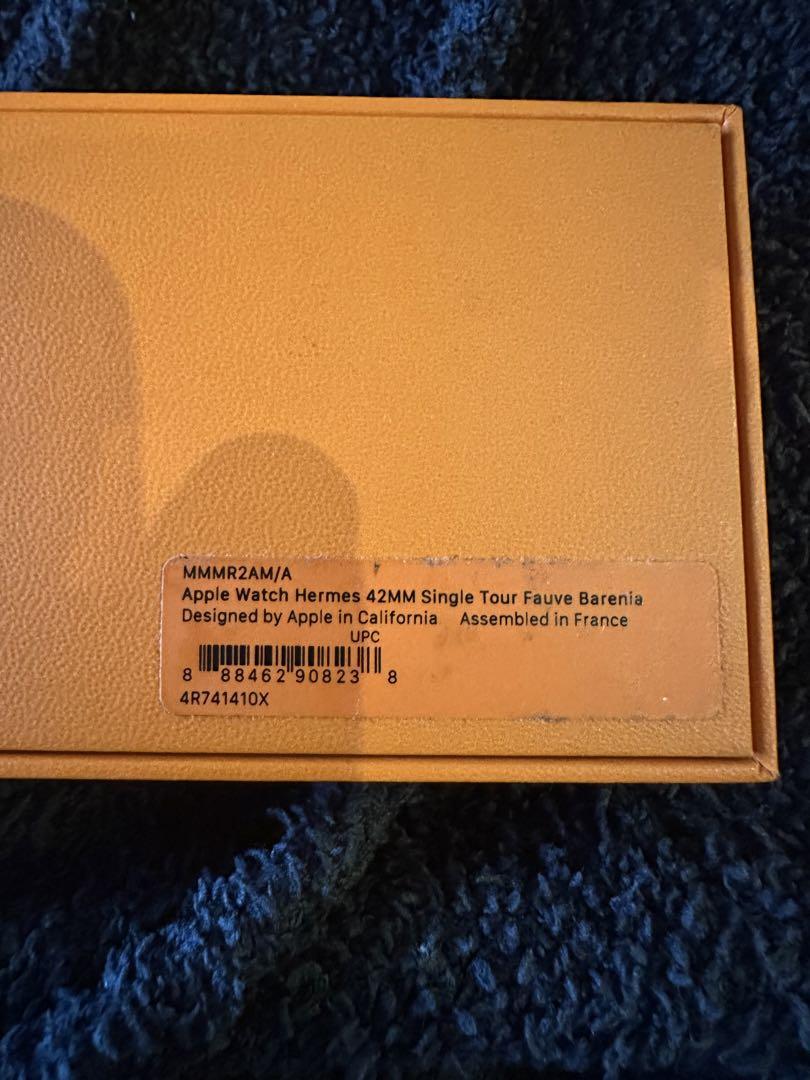 MMMR2AM/A
Apple Watch Hermes 42MM Single Tour Fauve Barenia
Designed by Apple in California Assembled in France
UPC
8 88462 90823 8
4R741410X